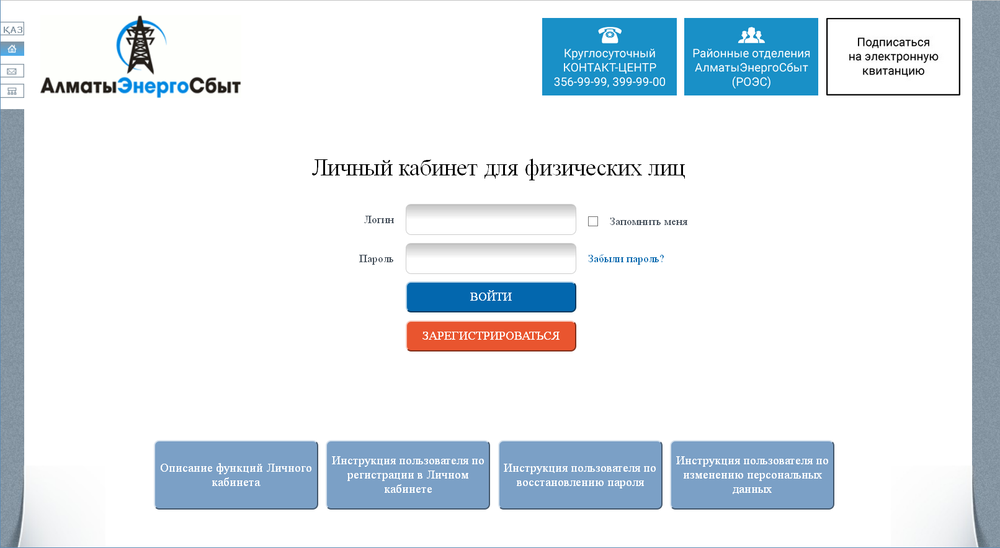 ҚАЗ
АлматыЭнергоСбыт
Круглосуточный
КОНТАКТ-ЦЕНТР
356-99-99, 399-99-00
Районные отделения
АлматыЭнергоСбыт
(РОЭС)
Подписаться
на электронную
квитанцию
Личный кабинет для физических лиц
Логин
Запомнить меня
Пароль
Забыли пароль?
ВОЙТИ
ЗАРЕГИСТРИРОВАТЬСЯ
Описание функций Личного
кабинета
Инструкция пользователя по
регистрации в Личном
кабинете
Инструкция пользователя по
восстановлению пароля
Инструкция пользователя по
изменению персональных
данных